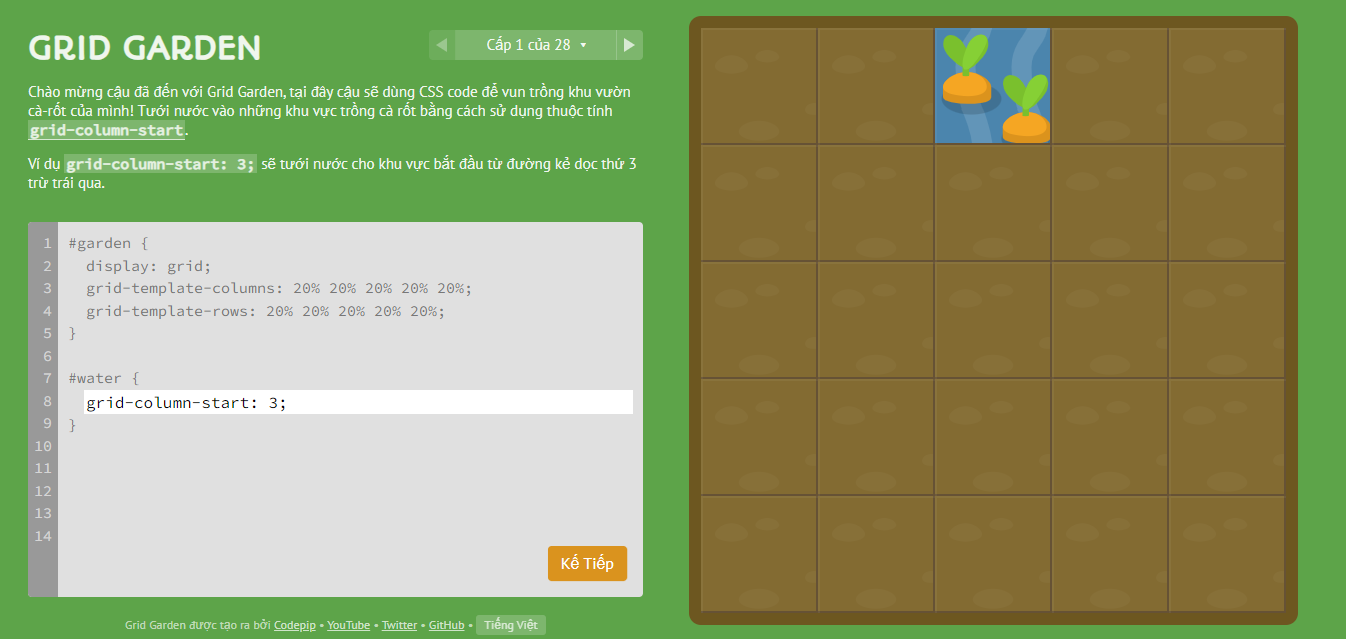 GRID GARDEN
◀ Cấp 1 của 28 ▾ ▶
Chào mừng cậu đã đến với Grid Garden, tại đây cậu sẽ dùng CSS code để vun trồng khu vườn
cà-rốt của mình! Tưới nước vào những khu vực trồng cà rốt bằng cách sử dụng thuộc tính
grid-column-start.
Ví dụ grid-column-start: 3; sẽ tưới nước cho khu vực bắt đầu từ đường kẻ dọc thứ 3
trừ trái qua.
1 #garden {
2 display: grid;
3 grid-template-columns: 20% 20% 20% 20% 20%;
4 grid-template-rows: 20% 20% 20% 20% 20%;
5 }
6
7 #water {
8 grid-column-start: 3;
9 }
10
11
12
13
14
Kế Tiếp
Grid Garden được tạo ra bởi Codepip • YouTube • Twitter • GitHub • Tiếng Việt